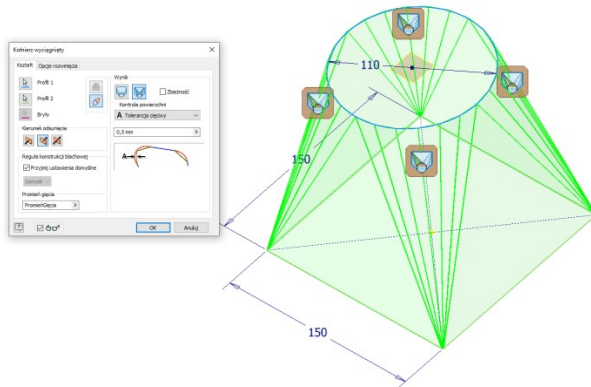 Kołnierz wyciągnięty
Kształt Opcje rozwinięcia
Profil 1
Profil 2
Bryły
Kierunek odsunięcia
Reguła konstrukcji blachowej
Przyjmij ustawienia domyślne
Promień gięcia
PromieńGięcia
Wynik
Zbieżność
Kontrola powierzchni
A Tolerancja cięciwy
0,5 mm
A
OK Anuluj
110
150
150